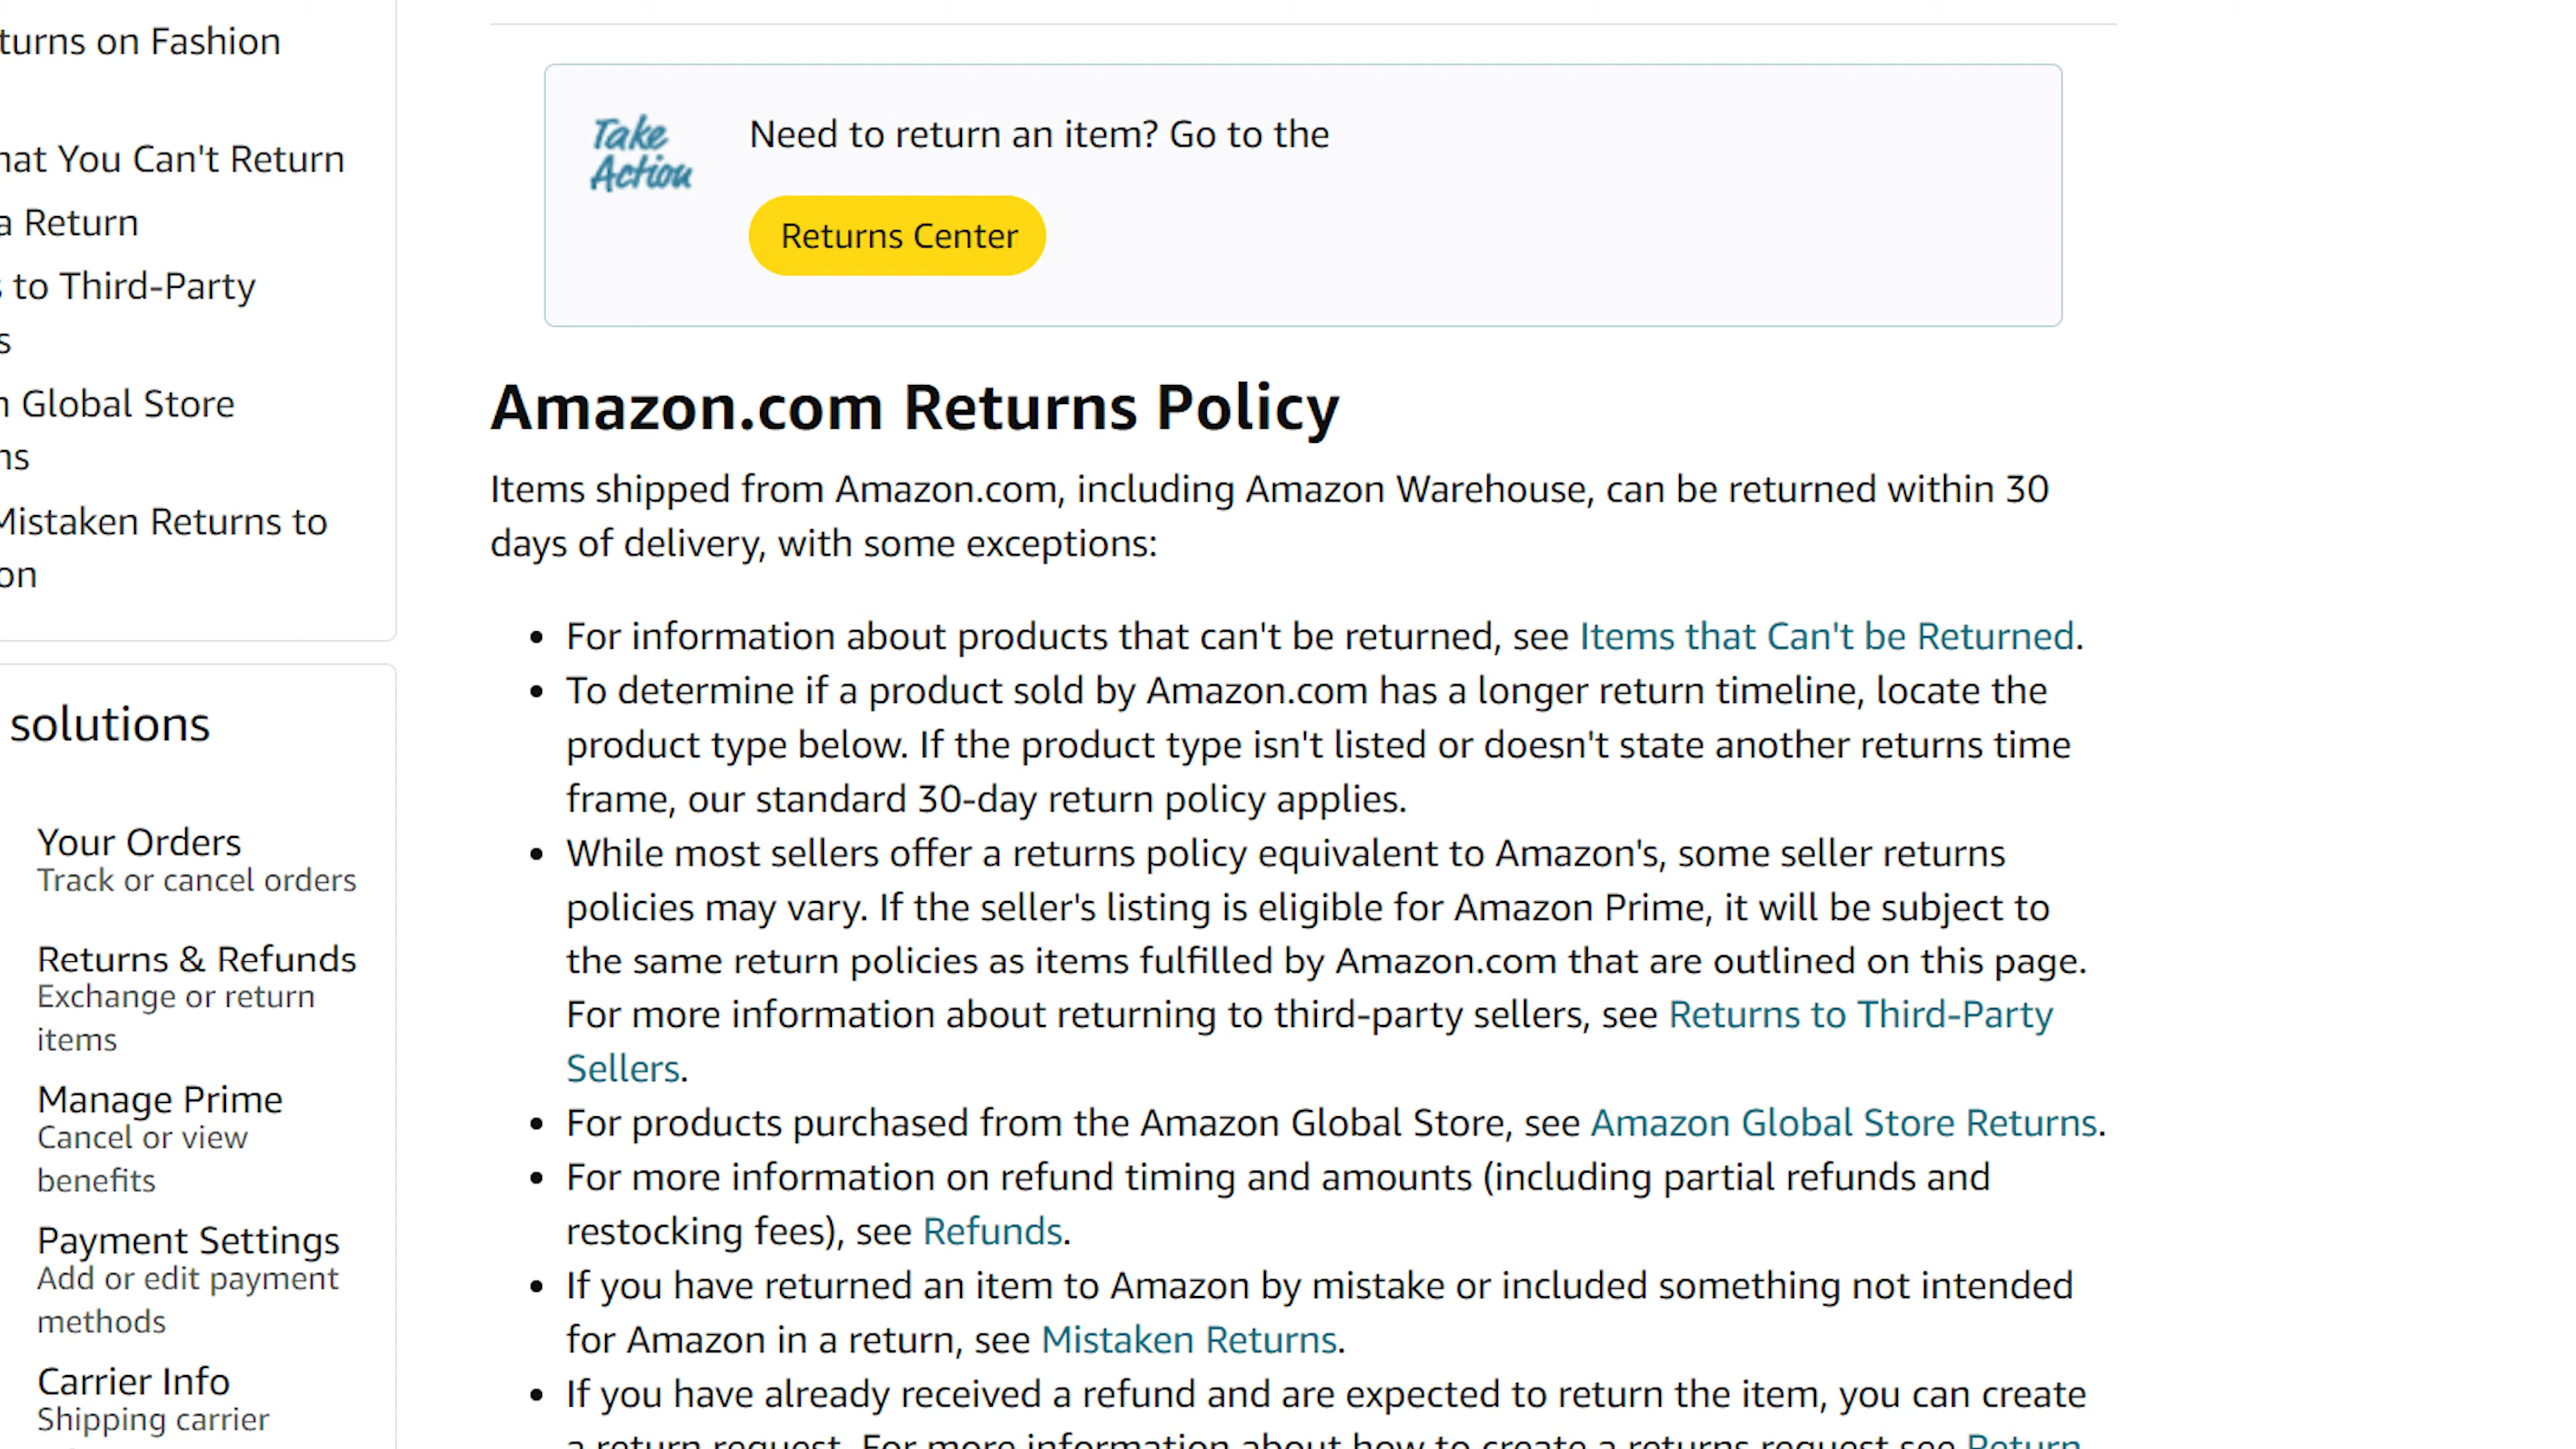 turns on Fashion
hat You Can't Return
a Return
to Third-Party
s
Global Store
ns
Mistaken Returns to
on
solutions
Your Orders
Track or cancel orders
Returns & Refunds
Exchange or return
items
Manage Prime
Cancel or view
benefits
Payment Settings
Add or edit payment
methods
Carrier Info
Shipping carrier
Take
Action
Need to return an item? Go to the
Returns Center
Amazon.com Returns Policy
Items shipped from Amazon.com, including Amazon Warehouse, can be returned within 30
days of delivery, with some exceptions:
• For information about products that can't be returned, see Items that Can't be Returned.
• To determine if a product sold by Amazon.com has a longer return timeline, locate the
product type below. If the product type isn't listed or doesn't state another returns time
frame, our standard 30-day return policy applies.
• While most sellers offer a returns policy equivalent to Amazon's, some seller returns
policies may vary. If the seller's listing is eligible for Amazon Prime, it will be subject to
the same return policies as items fulfilled by Amazon.com that are outlined on this page.
For more information about returning to third-party sellers, see Returns to Third-Party
Sellers.
• For products purchased from the Amazon Global Store, see Amazon Global Store Returns.
• For more information on refund timing and amounts (including partial refunds and
restocking fees), see Refunds.
• If you have returned an item to Amazon by mistake or included something not intended
for Amazon in a return, see Mistaken Returns.
• If you have already received a refund and are expected to return the item, you can create
a return request. For more information about how to create a returns request see Return